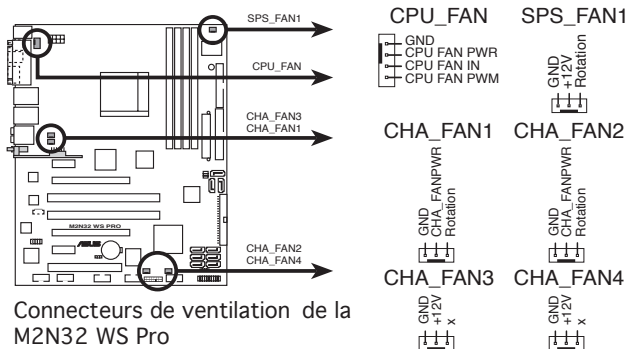 SPS_FAN1
CPU_FAN
CHA_FAN3
CHA_FAN1
M2N32 WS PRO
ASUS
CHA_FAN2
CHA_FAN4
Connecteurs de ventilation de la
M2N32 WS Pro
CPU_FAN
GND
CPU FAN PWR
CPU FAN IN
CPU FAN PWM
SPS_FAN1
GND
+12V
Rotation
CHA_FAN1
GND
CHA_FANPWR
Rotation
CHA_FAN2
GND
CHA_FANPWR
Rotation
CHA_FAN3
GND
+12V
x
CHA_FAN4
GND
+12V
x